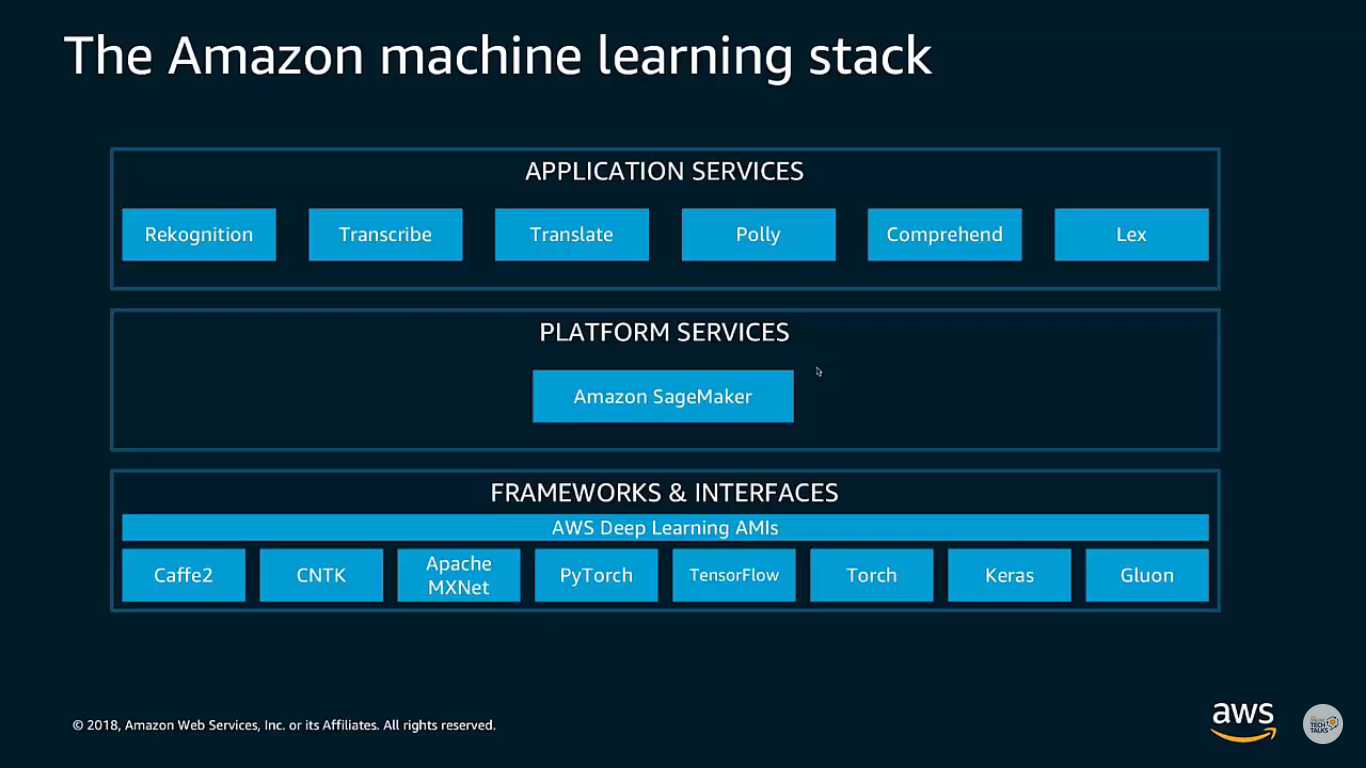 The Amazon machine learning stack
APPLICATION SERVICES
Rekognition
Transcribe
Translate
Polly
Comprehend
Lex
PLATFORM SERVICES
Amazon SageMaker
FRAMEWORKS & INTERFACES
AWS Deep Learning AMIs
Caffe2
CNTK
Apache
MXNet
PyTorch
TensorFlow
Torch
Keras
Gluon
© 2018, Amazon Web Services, Inc. or its Affiliates. All rights reserved.
aws
TECH
TALKS